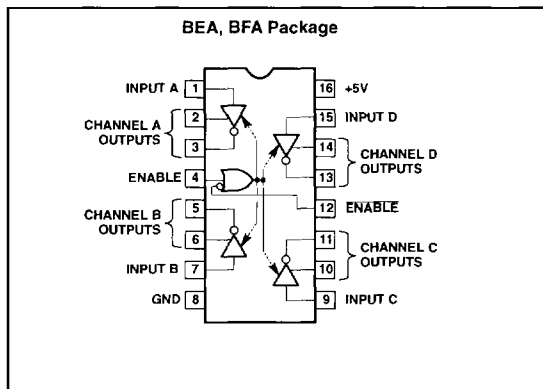 BEA, BFA Package
INPUT A 1
CHANNEL A OUTPUTS 2 3
ENABLE 4
CHANNEL B OUTPUTS 5 6
INPUT B 7
GND 8
16 +5V
15 INPUT D
14 13 CHANNEL D OUTPUTS
12 ENABLE
11 10 CHANNEL C OUTPUTS
9 INPUT C